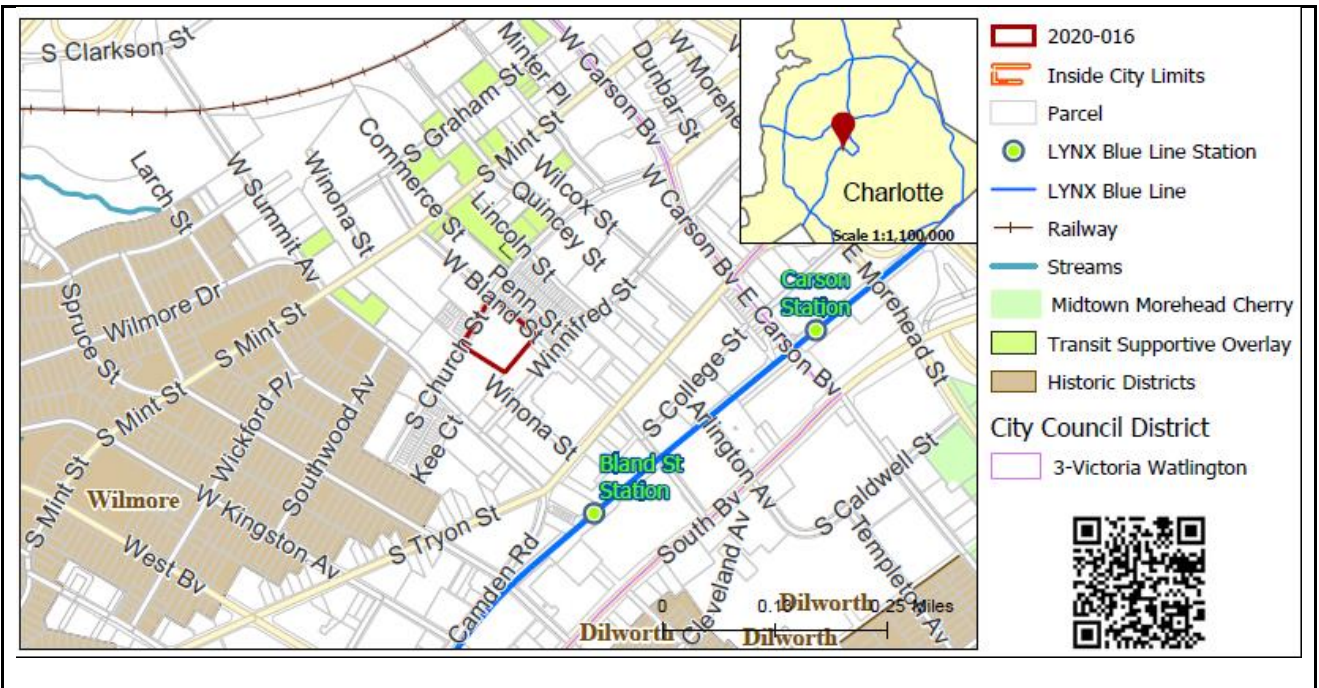 S Clarkson St
Minter Pl
W Carson Bv
Dunbar St
S Graham St
Commerce St
S Mint St
W Carson Bv
Larch St
W Summit Av
Winona St
Wilcox St
Quincey St
Lincoln St
W Bland St
Penn St
W Bland St
Winnifred St
Spruce St
Wilmore Dr
S Mint St
S Church St
E Carson Bv
E Morehead St
Carson
Station
S College St
Wickford Pl
Southwood Av
Kee Ct
Winona St
Arlington Av
S Mint St
S Mint St
Wilmore
W Kingston Av
West Bv
S Tryon St
Bland St
Station
Camden Rd
South Bv
Cleveland Av
S Caldwell St
Templeton Av
Dilworth
Dilworth
Dilworth
0
0.25 Miles
Charlotte
Scale 1:1,100,000
2020-016
Inside City Limits
Parcel
LYNX Blue Line Station
LYNX Blue Line
Railway
Streams
Midtown Morehead Cherry
Transit Supportive Overlay
Historic Districts
City Council District
3-Victoria Watlington